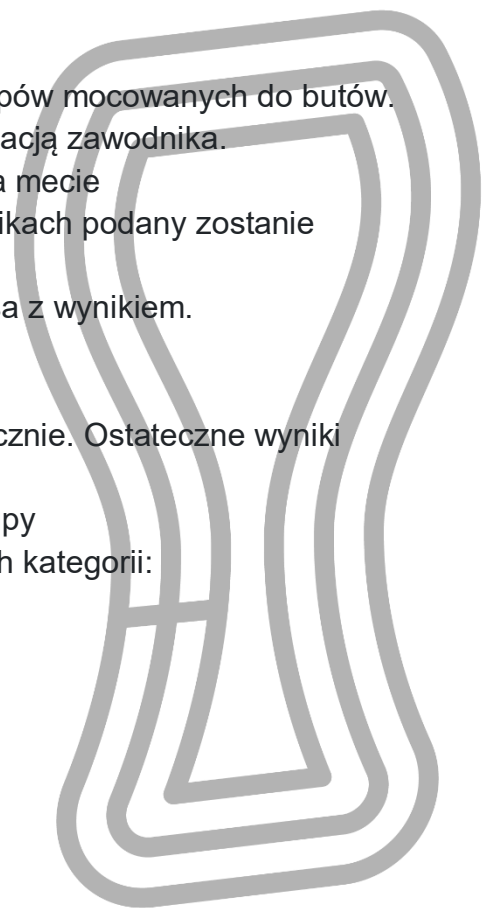 pów mocowanych do butów.
acją zawodnika.
a mecie
ikach podany zostanie
a z wynikiem.
cznie. Ostateczne wyniki
py
h kategorii: